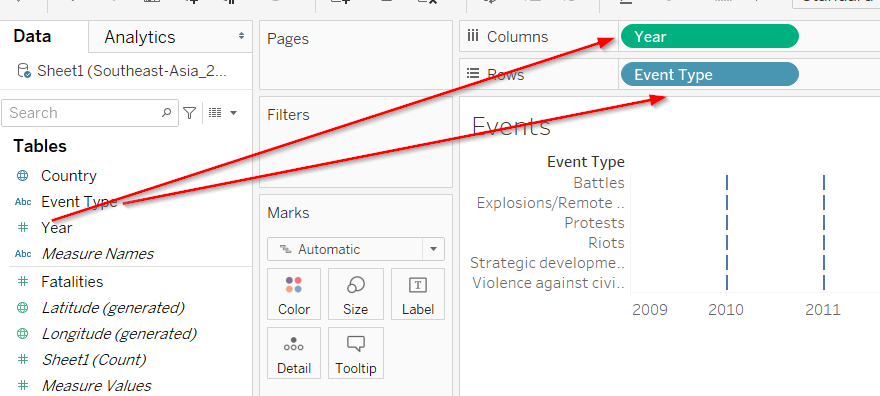 Data
Analytics
Sheet1 (Southeast-Asia_2...
Search
Tables
Country
Abc Event Type
Year
Abc Measure Names
Fatalities
Latitude (generated)
Longitude (generated)
Sheet1 (Count)
Measure Values
Pages
Filters
Marks
Automatic
Color
Size
T
Label
Detail
Tooltip
Columns
Year
Rows
Event Type
Events
Event Type
Battles
Explosions/Remote ..
Protests
Riots
Strategic developme..
Violence against civi..
2009 2010 2011